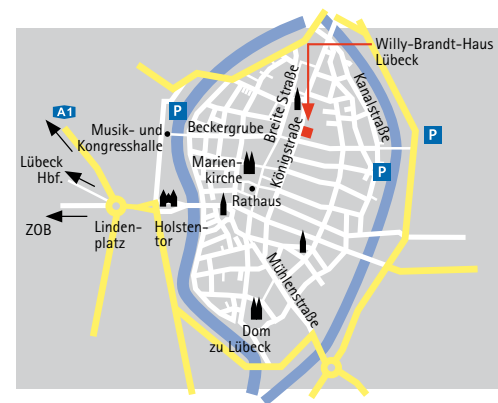 Willy-Brandt-Haus
Lübeck
A1
P
Musik- und
Kongresshalle
Beckergrube
Breite Straße
Königstraße
Kanalstraße
P
P
Lübeck
Hbf.
Marien-
kirche
Rathaus
ZOB
Linden-
platz
Holsten-
tor
Mühlenstraße
Dom
zu Lübeck